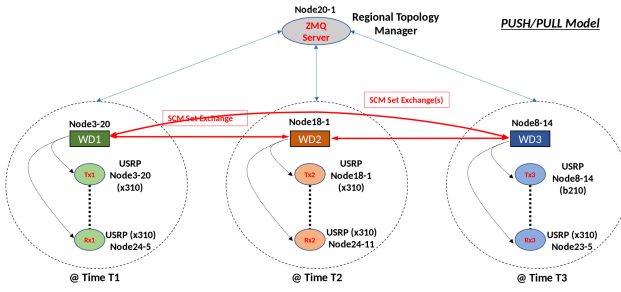 Node20-1
Regional Topology
Manager
PUSH/PULL Model
ZMQ
Server
SCM Set Exchange(s)
SCM Set Exchange
Node3-20
WD1
Node18-1
WD2
Node8-14
WD3
Tx1
USRP
Node3-20
(x310)
Tx2
USRP
Node18-1
(x310)
Tx3
USRP
Node8-14
(b210)
Rx1
USRP (x310)
Node24-5
Rx2
USRP (x310)
Node24-11
Rx3
USRP (x310)
Node23-5
@ Time T1
@ Time T2
@ Time T3